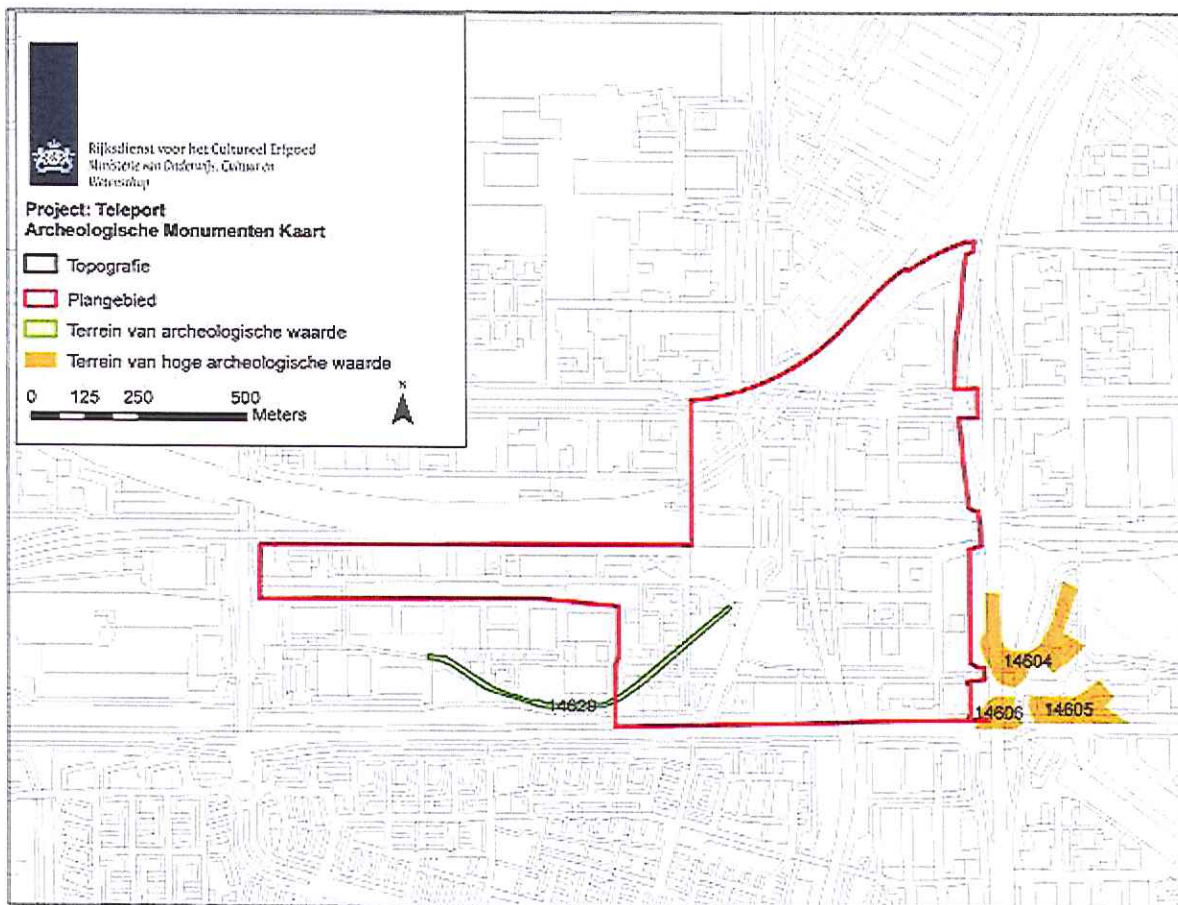 Rijksdienst voor het Cultureel Erfgoed
Ministerie van Onderwijs, Cultuur en
Wetenschap
Project: Teleport
Archeologische Monumenten Kaart
Topografie
Plangebied
Terrein van archeologische waarde
Terrein van hoge archeologische waarde
0 125 250 500
Meters
N
14604
14628
14606 14605